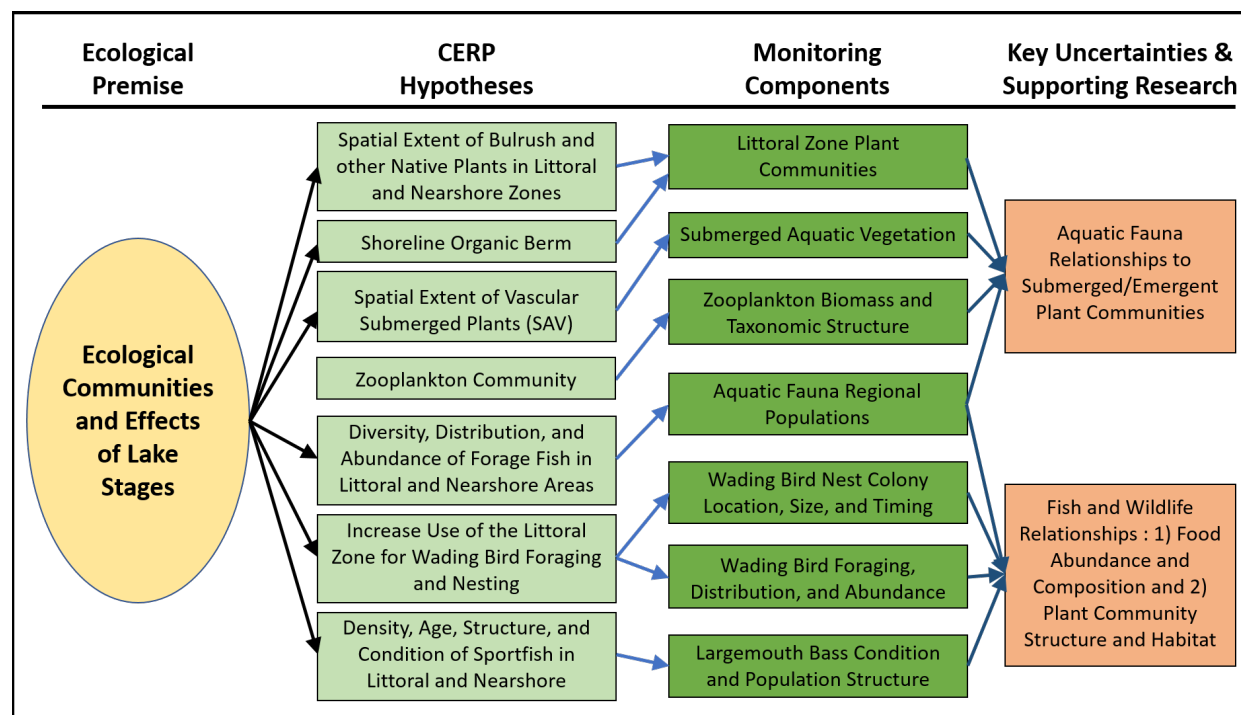 Ecological
Premise
CERP
Hypotheses
Monitoring
Components
Key Uncertainties &
Supporting Research
Ecological
Communities
and Effects
of Lake
Stages
Spatial Extent of Bulrush and
other Native Plants in Littoral
and Nearshore Zones
Shoreline Organic Berm
Spatial Extent of Vascular
Submerged Plants (SAV)
Zooplankton Community
Diversity, Distribution, and
Abundance of Forage Fish in
Littoral and Nearshore Areas
Increase Use of the Littoral
Zone for Wading Bird Foraging
and Nesting
Density, Age, Structure, and
Condition of Sportfish in
Littoral and Nearshore
Littoral Zone Plant
Communities
Submerged Aquatic Vegetation
Zooplankton Biomass and
Taxonomic Structure
Aquatic Fauna Regional
Populations
Wading Bird Nest Colony
Location, Size, and Timing
Wading Bird Foraging,
Distribution, and Abundance
Largemouth Bass Condition
and Population Structure
Aquatic Fauna
Relationships to
Submerged/Emergent
Plant Communities
Fish and Wildlife
Relationships : 1) Food
Abundance and
Composition and 2)
Plant Community
Structure and Habitat